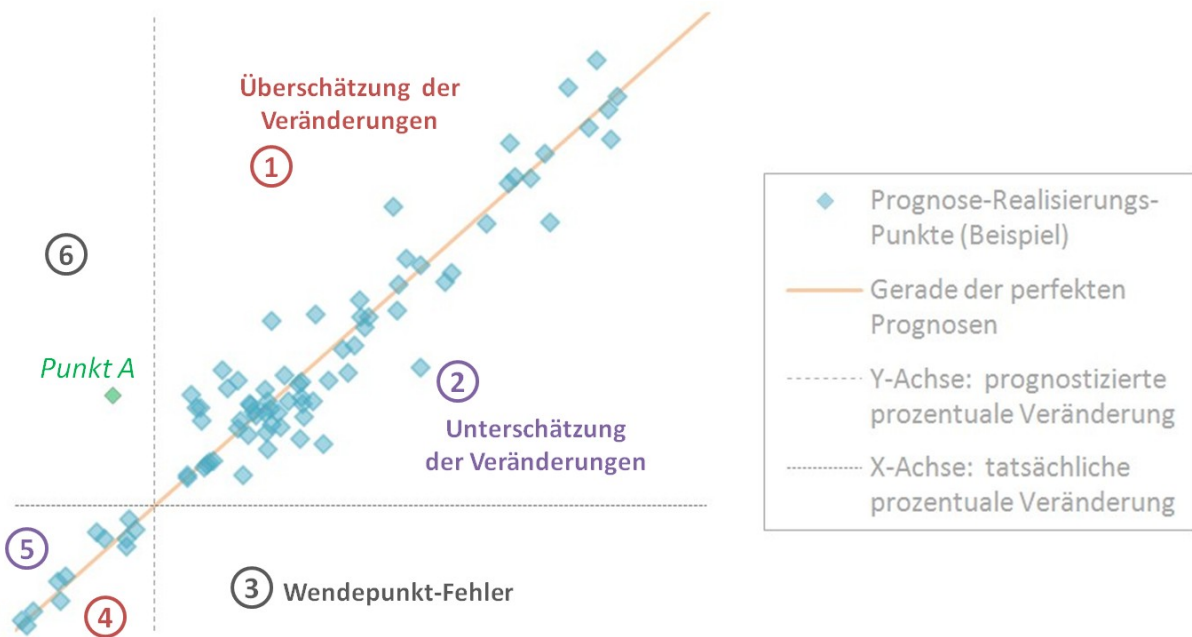 Überschätzung der
Veränderungen
1
6
Punkt A
2
Unterschätzung
der Veränderungen
5
4
3 Wendepunkt-Fehler
Prognose-Realisierungs-
Punkte (Beispiel)
Gerade der perfekten
Prognosen
Y-Achse: prognostizierte
prozentuale Veränderung
X-Achse: tatsächliche
prozentuale Veränderung